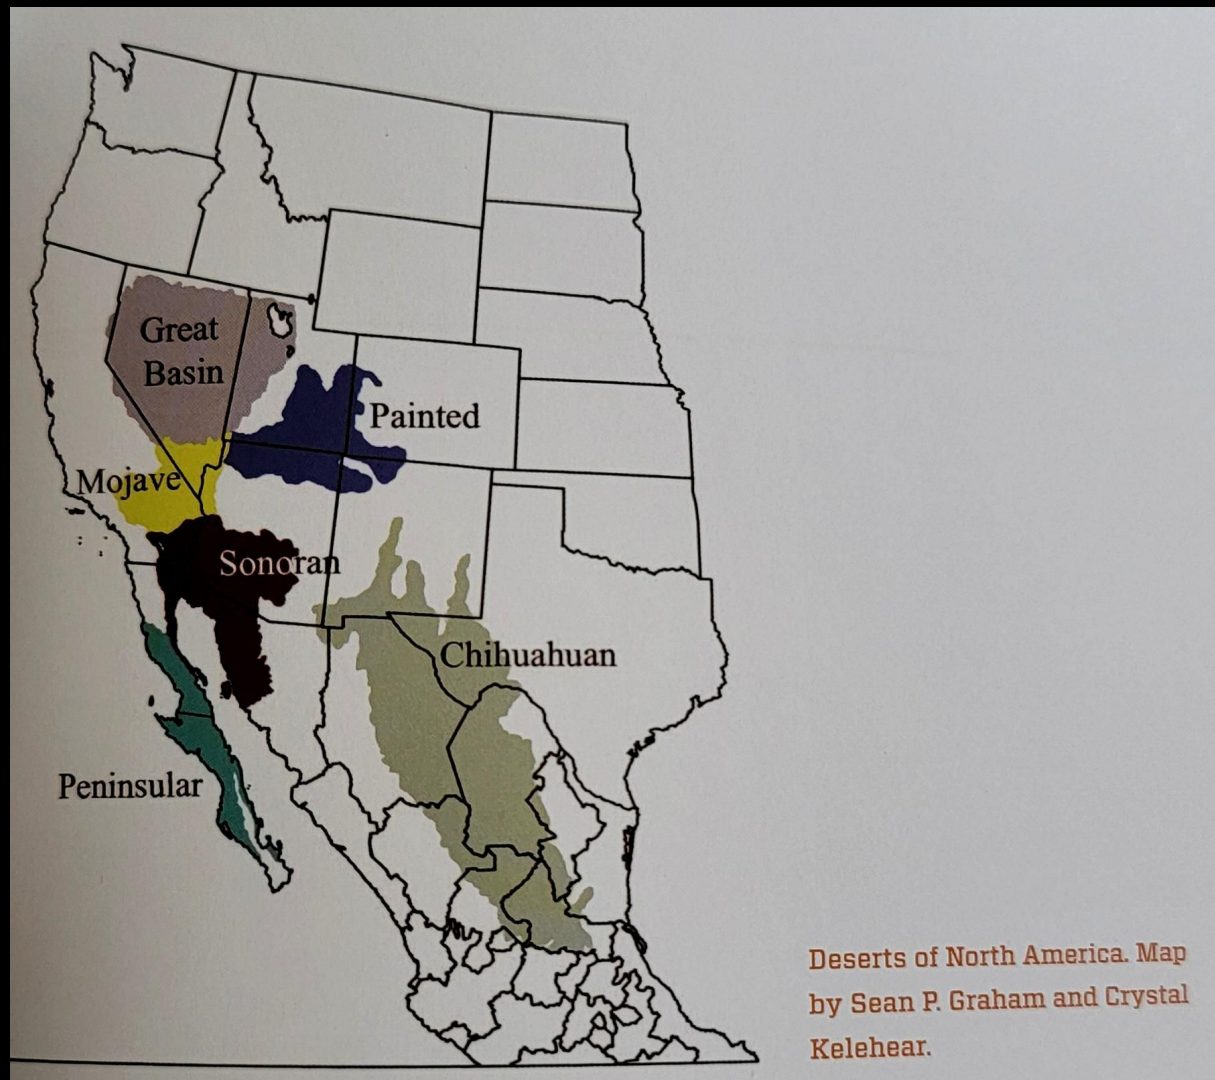 Great
Basin
Painted
Mojave
Sonoran
Chihuahuan
Peninsular
Deserts of North America. Map
by Sean P. Graham and Crystal
Kelehear.